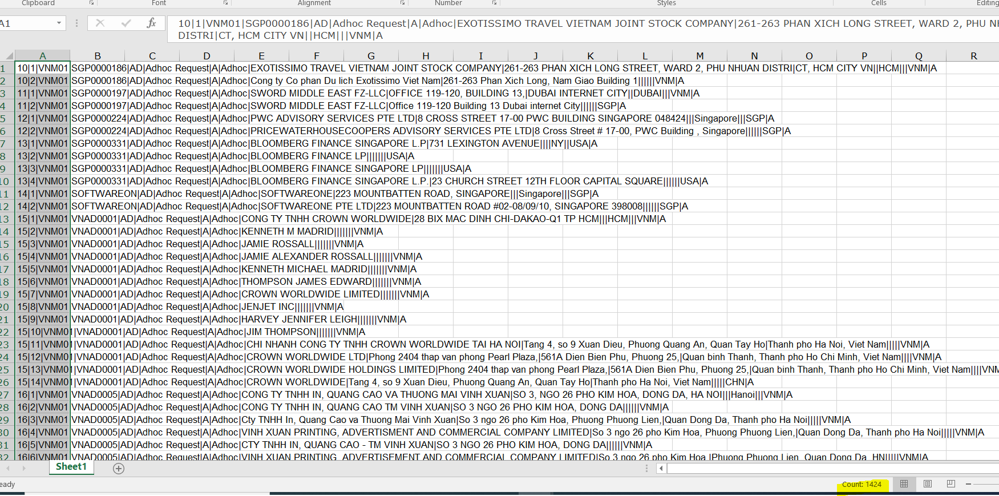 Clipboard Font Alignment Number Styles Cells Editing
A1 fx 10|1|VNM01|SGP0000186|AD|Adhoc Request|A|Adhoc|EXOTISSIMO TRAVEL VIETNAM JOINT STOCK COMPANY|261-263 PHAN XICH LONG STREET, WARD 2, PHU NH
DISTRI|CT, HCM CITY VN||HCM|||VNM|A
A B C D E F G H I J K L M N O P Q R
1 10|1|VNM01|SGP0000186|AD|Adhoc Request|A|Adhoc|EXOTISSIMO TRAVEL VIETNAM JOINT STOCK COMPANY|261-263 PHAN XICH LONG STREET, WARD 2, PHU NHUAN DISTRI|CT, HCM CITY VN||HCM|||VNM|A
2 10|2|VNM01|SGP0000186|AD|Adhoc Request|A|Adhoc|Cong ty Co phan Du lich Exotissimo Viet Nam|261-263 Phan Xich Long, Nam Giao Building 1||||||VNM|A
3 11|1|VNM01|SGP0000197|AD|Adhoc Request|A|Adhoc|SWORD MIDDLE EAST FZ-LLC|OFFICE 119-120, BUILDING 13,|DUBAI INTERNET CITY||DUBAI|||VNM|A
4 11|2|VNM01|SGP0000197|AD|Adhoc Request|A|Adhoc|SWORD MIDDLE EAST FZ-LLC|Office 119-120 Building 13 Dubai internet City||||||SGP|A
5 12|1|VNM01|SGP0000224|AD|Adhoc Request|A|Adhoc|PWC ADVISORY SERVICES PTE LTD|8 CROSS STREET 17-00 PWC BUILDING SINGAPORE 048424|||Singapore|||SGP|A
6 12|2|VNM01|SGP0000224|AD|Adhoc Request|A|Adhoc|PRICEWATERHOUSECOOPERS ADVISORY SERVICES PTE LTD|8 Cross Street # 17-00, PWC Building , Singapore||||||SGP|A
7 13|1|VNM01|SGP0000331|AD|Adhoc Request|A|Adhoc|BLOOMBERG FINANCE SINGAPORE L.P|731 LEXINGTON AVENUE||||NY||USA|A
8 13|2|VNM01|SGP0000331|AD|Adhoc Request|A|Adhoc|BLOOMBERG FINANCE LP|||||||USA|A
9 13|3|VNM01|SGP0000331|AD|Adhoc Request|A|Adhoc|BLOOMBERG FINANCE SINGAPORE LP|||||||USA|A
10 13|4|VNM01|SGP0000331|AD|Adhoc Request|A|Adhoc|BLOOMBERG FINANCE SINGAPORE L.P.|23 CHURCH STREET 12TH FLOOR CAPITAL SQUARE||||||USA|A
11 14|1|VNM01|SOFTWAREON|AD|Adhoc Request|A|Adhoc|SOFTWAREONE|223 MOUNTBATTEN ROAD, SINGAPORE|||Singapore|||SGP|A
12 14|2|VNM01|SOFTWAREON|AD|Adhoc Request|A|Adhoc|SOFTWAREONE PTE LTD|223 MOUNTBATTEN ROAD #02-08/09/10, SINGAPORE 398008||||||SGP|A
13 15|1|VNM01|VNAD0001|AD|Adhoc Request|A|Adhoc|CONG TY TNHH CROWN WORLDWIDE|28 BIX MAC DINH CHI-DAKAO-Q1 TP HCM|||HCM|||VNM|A
14 15|2|VNM01|VNAD0001|AD|Adhoc Request|A|Adhoc|KENNETH M MADRID|||||||VNM|A
15 15|3|VNM01|VNAD0001|AD|Adhoc Request|A|Adhoc|JAMIE ROSSALL|||||||VNM|A
16 15|4|VNM01|VNAD0001|AD|Adhoc Request|A|Adhoc|JAMIE ALEXANDER ROSSALL|||||||VNM|A
17 15|5|VNM01|VNAD0001|AD|Adhoc Request|A|Adhoc|KENNETH MICHAEL MADRID|||||||VNM|A
18 15|6|VNM01|VNAD0001|AD|Adhoc Request|A|Adhoc|THOMPSON JAMES EDWARD|||||||VNM|A
19 15|7|VNM01|VNAD0001|AD|Adhoc Request|A|Adhoc|CROWN WORLDWIDE LIMITED|||||||VNM|A
20 15|8|VNM01|VNAD0001|AD|Adhoc Request|A|Adhoc|JENJET INC|||||||VNM|A
21 15|9|VNM01|VNAD0001|AD|Adhoc Request|A|Adhoc|HARVEY JENNIFER LEIGH|||||||VNM|A
22 15|10|VNM01|VNAD0001|AD|Adhoc Request|A|Adhoc|JIM THOMPSON|||||||VNM|A
23 15|11|VNM01|VNAD0001|AD|Adhoc Request|A|Adhoc|CHI NHANH CONG TY TNHH CROWN WORLDWIDE TAI HA NOI|Tang 4, so 9 Xuan Dieu, Phuong Quang An, Quan Tay Ho|Thanh pho Ha Noi, Viet Nam|||||VNM|A
24 15|12|VNM01|VNAD0001|AD|Adhoc Request|A|Adhoc|CROWN WORLDWIDE LTD|Phong 2404 thap van phong Pearl Plaza,|561A Dien Bien Phu, Phuong 25,|Quan binh Thanh, Thanh pho Ho Chi Minh, Viet Nam||||VNM|A
25 15|13|VNM01|VNAD0001|AD|Adhoc Request|A|Adhoc|CROWN WORLDWIDE HOLDINGS LIMITED|Phong 2404 thap van phong Pearl Plaza,|561A Dien Bien Phu, Phuong 25,|Quan binh Thanh, Thanh pho Ho Chi Minh, Viet Nam||||VNM
26 15|14|VNM01|VNAD0001|AD|Adhoc Request|A|Adhoc|CROWN WORLDWIDE|Tang 4, so 9 Xuan Dieu, Phuong Quang An, Quan Tay Ho|Thanh pho Ha Noi, Viet Nam|||||CHN|A
27 16|1|VNM01|VNAD0005|AD|Adhoc Request|A|Adhoc|CONG TY TNHH IN, QUANG CAO VA THUONG MAI VINH XUAN|SO 3, NGO 26 PHO KIM HOA, DONG DA, HA NOI|||Hanoi|||VNM|A
28 16|2|VNM01|VNAD0005|AD|Adhoc Request|A|Adhoc|CONG TY TNHH IN, QUANG CAO TM VINH XUAN|SO 3 NGO 26 PHO KIM HOA, DONG DA||||||VNM|A
29 16|3|VNM01|VNAD0005|AD|Adhoc Request|A|Adhoc|Cty TNHH In, Quang Cao va Thuong Mai Vinh Xuan|So 3 ngo 26 pho Kim Hoa, Phuong Phuong Lien,|Quan Dong Da, Thanh pho Ha Noi|||||VNM|A
30 16|4|VNM01|VNAD0005|AD|Adhoc Request|A|Adhoc|VINH XUAN PRINTING, ADVERTISMENT AND COMMERCIAL COMPANY LIMITED|So 3 ngo 26 pho Kim Hoa, Phuong Phuong Lien,|Quan Dong Da, Thanh pho Ha Noi|||||VNM|A
31 16|5|VNM01|VNAD0005|AD|Adhoc Request|A|Adhoc|CTY TNHH IN, QUANG CAO - TM VINH XUAN|SO 3 NGO 26 PHO KIM HOA, DONG DA||||||VNM|A
32 16|6|VNM01|VNAD0005|AD|Adhoc Request|A|Adhoc|VINH XUAN PRINTING, ADVERTISEMENT AND COMMERCIAL COMPANY LIMITED|So 3 ngo 26 pho Kim Hoa,|Phuong Phuong Lien, Quan Dong Da, HN|||||VNM|A
Sheet1
eady Count: 1424